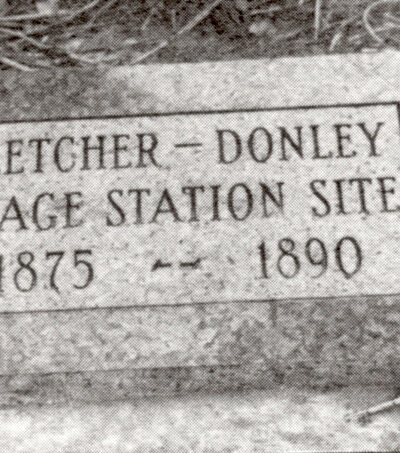 ETCHER – DONLEY
AGE STATION SITE
1875 -- 1890